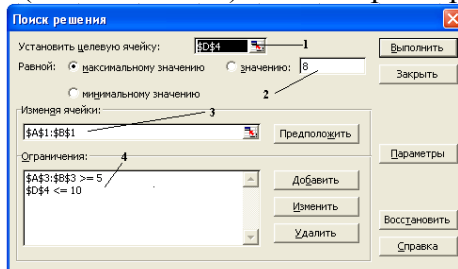 Поиск решения
Установить целевую ячейку: $D$4 1 Выполнить
Равной: максимальному значению значению: 8 Закрыть
минимальному значению 2
Изменяя ячейки: 3
$A$1:$B$1 Предположить
Ограничения: 4 Параметры
$A$3:$B$3 >= 5 Добавить
$D$4 <= 10
Изменить
Восстановить
Удалить
Справка